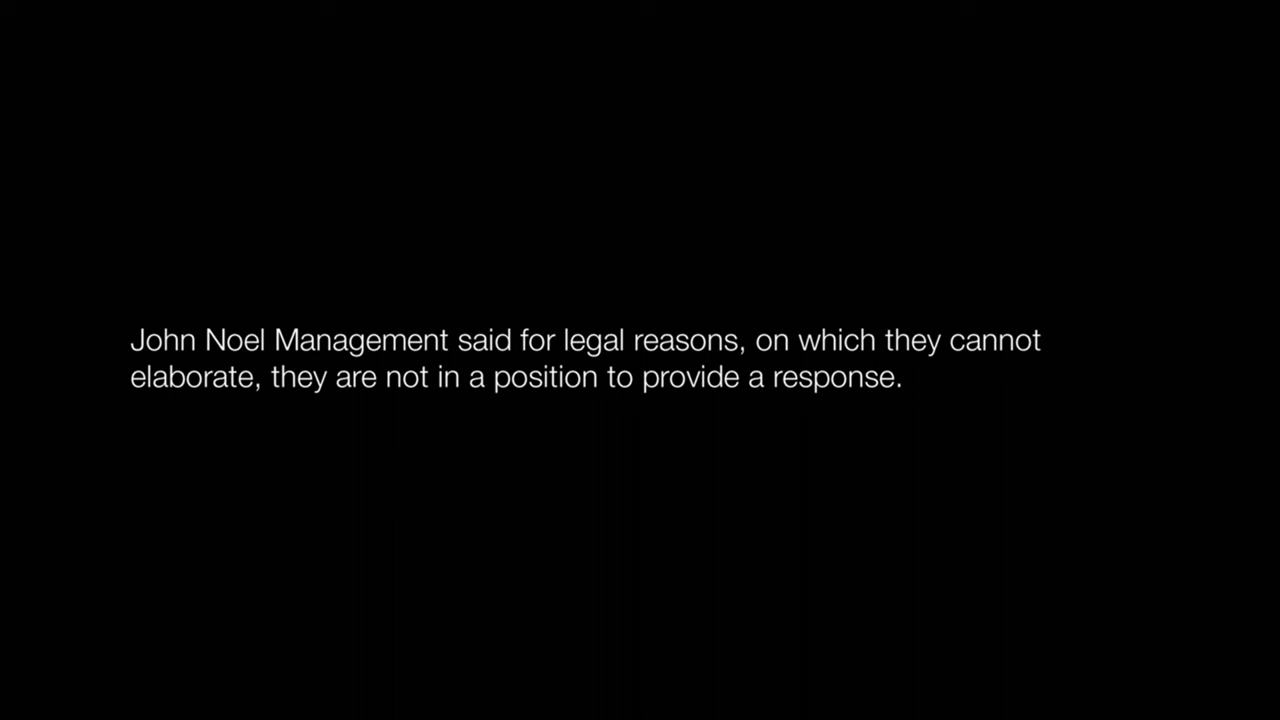 John Noel Management said for legal reasons, on which they cannot
elaborate, they are not in a position to provide a response.